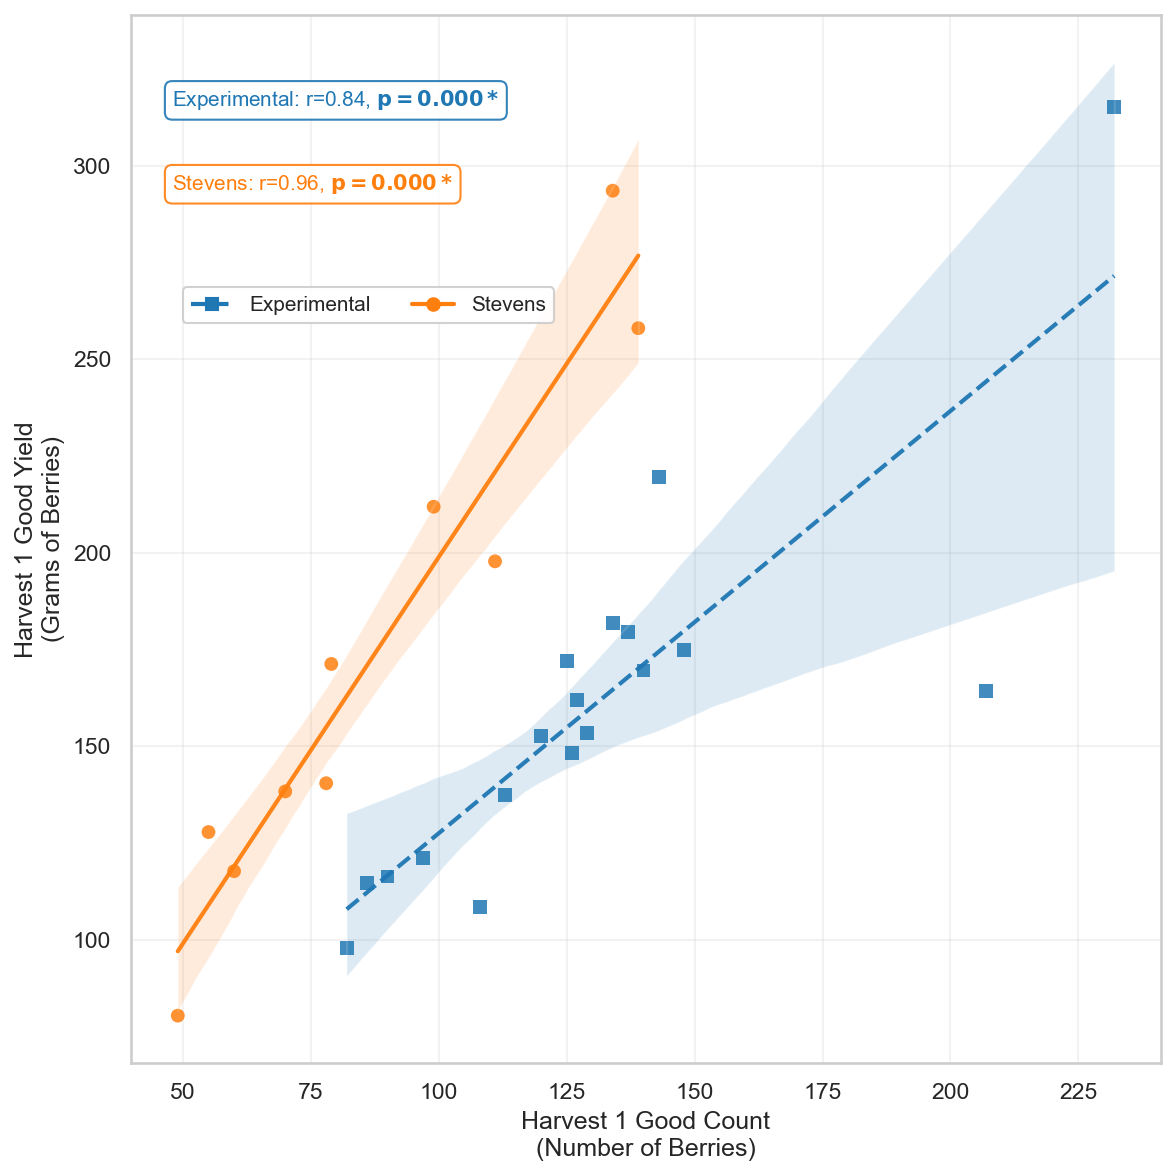 Experimental: r=0.84, p = 0.000 *
Stevens: r=0.96, p = 0.000 *
Experimental
Stevens
300
250
200
150
100
Harvest 1 Good Yield
(Grams of Berries)
50
75
100
125
150
175
200
225
Harvest 1 Good Count
(Number of Berries)